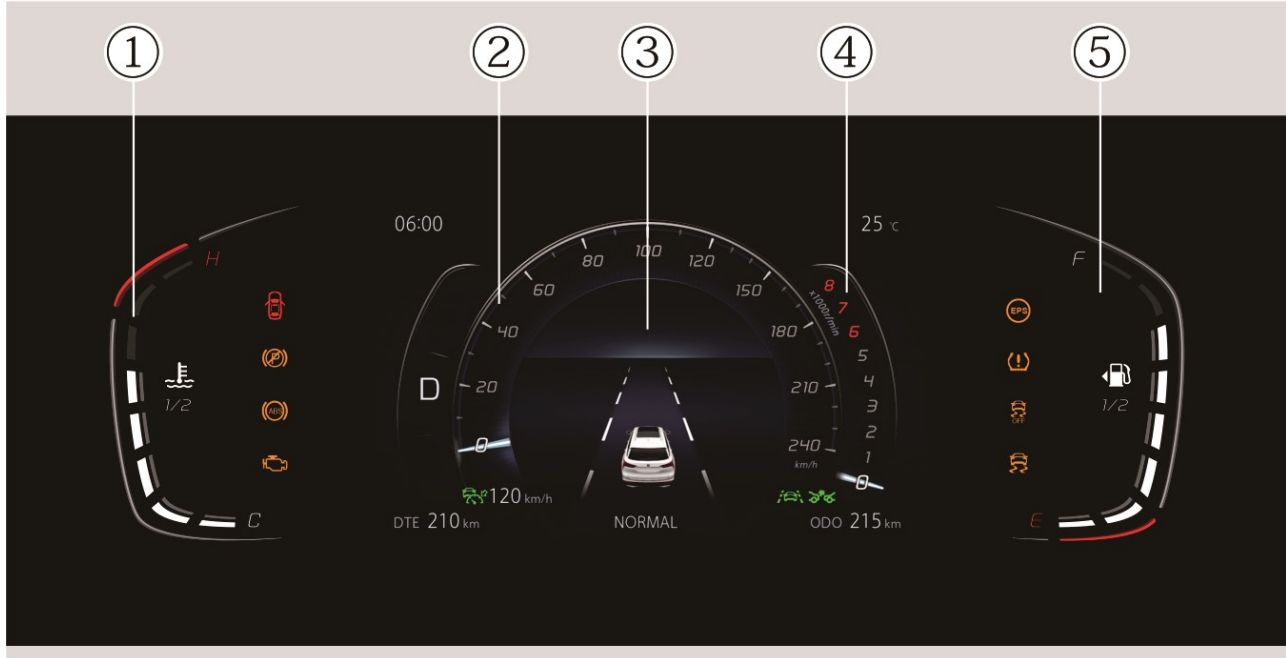 ① ② ③ ④ ⑤
06:00
25 ℃
H
1/2
C
D
0
20
40
60
80
100
120
150
180
210
240
km/h
8
7
6
5
4
3
2
1
0
x1000r/min
F
1/2
E
P
ABS
EPS
OFF
120 km/h
DTE 210 km
NORMAL
ODO 215 km